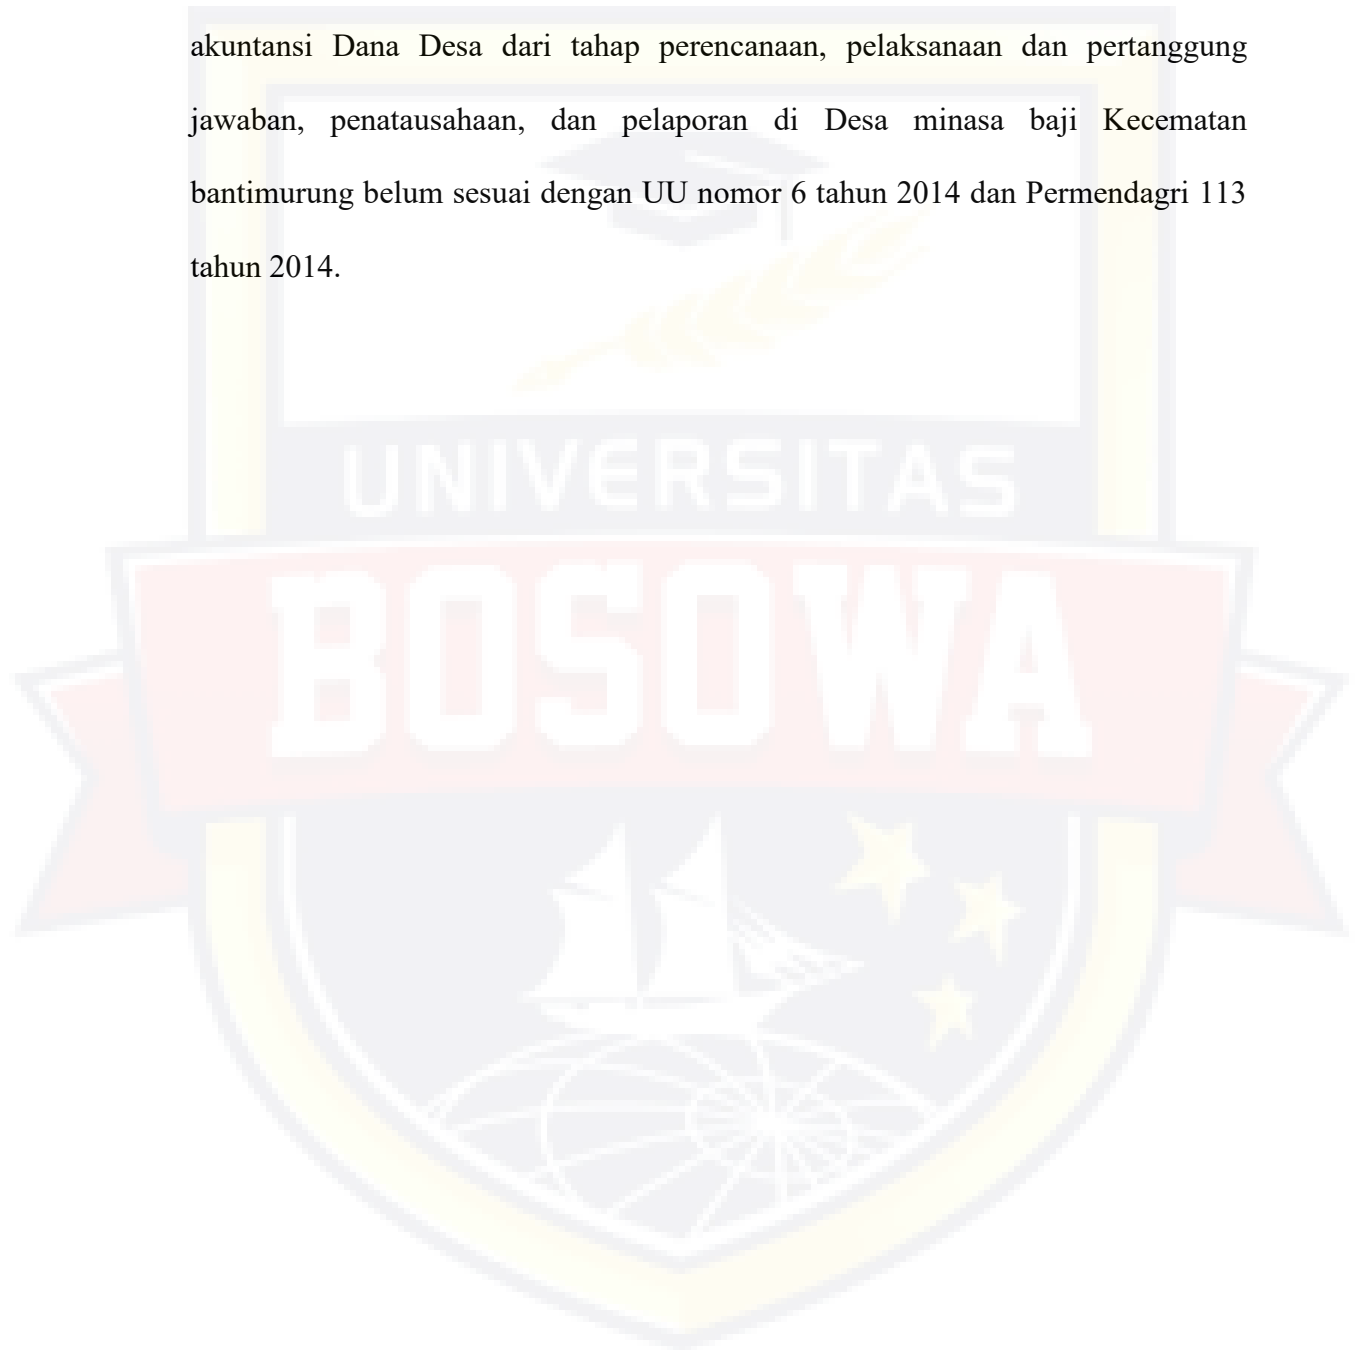 akuntansi Dana Desa dari tahap perencanaan, pelaksanaan dan pertanggung
jawaban, penatausahaan, dan pelaporan di Desa minasa baji Kecematan
bantimurung belum sesuai dengan UU nomor 6 tahun 2014 dan Permendagri 113
tahun 2014.
UNIVERSITAS
BOSOWA